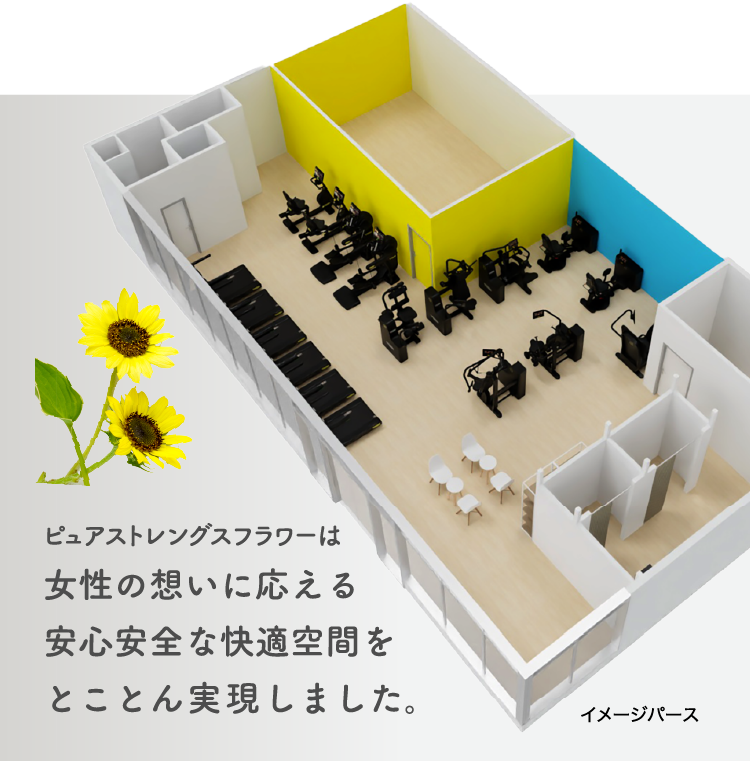 ピュアストレングスフラワーは
女性の想いに応える
安心安全な快適空間を
とことん実現しました。
イメージパース